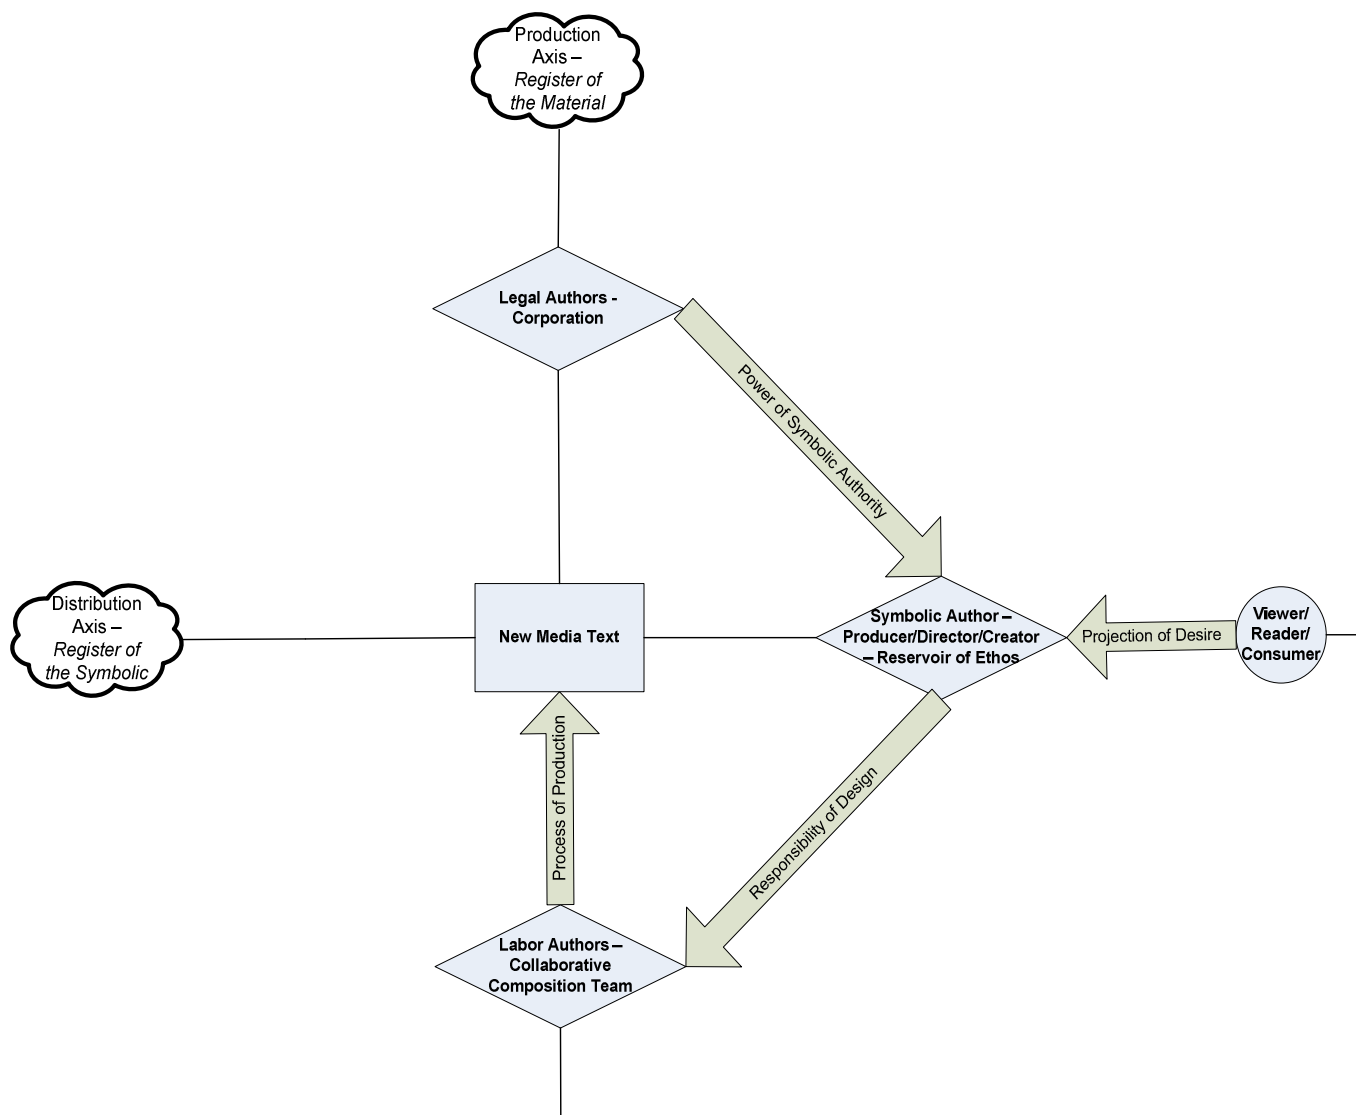 Production
Axis –
Register of
the Material
Legal Authors -
Corporation
Power of Symbolic Authority
Distribution
Axis –
Register of
the Symbolic
New Media Text
Symbolic Author –
Producer/Director/Creator
– Reservoir of Ethos
Projection of Desire
Viewer/
Reader/
Consumer
Process of Production
Responsibility of Design
Labor Authors –
Collaborative
Composition Team